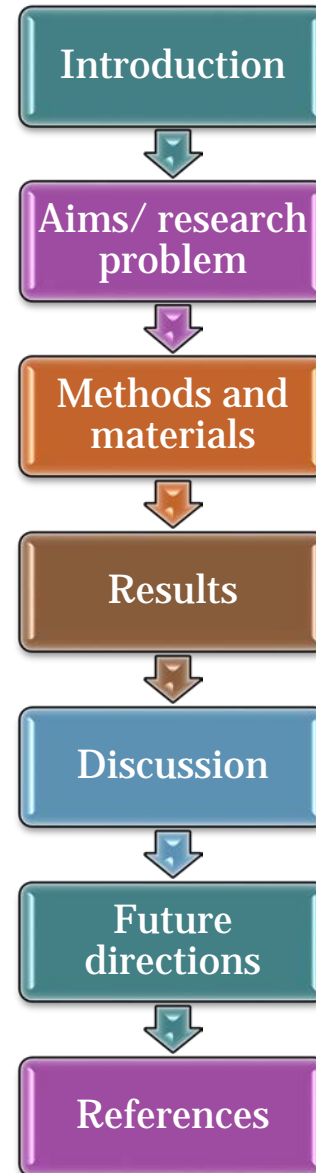 Introduction
Aims/ research
problem
Methods and
materials
Results
Discussion
Future
directions
References